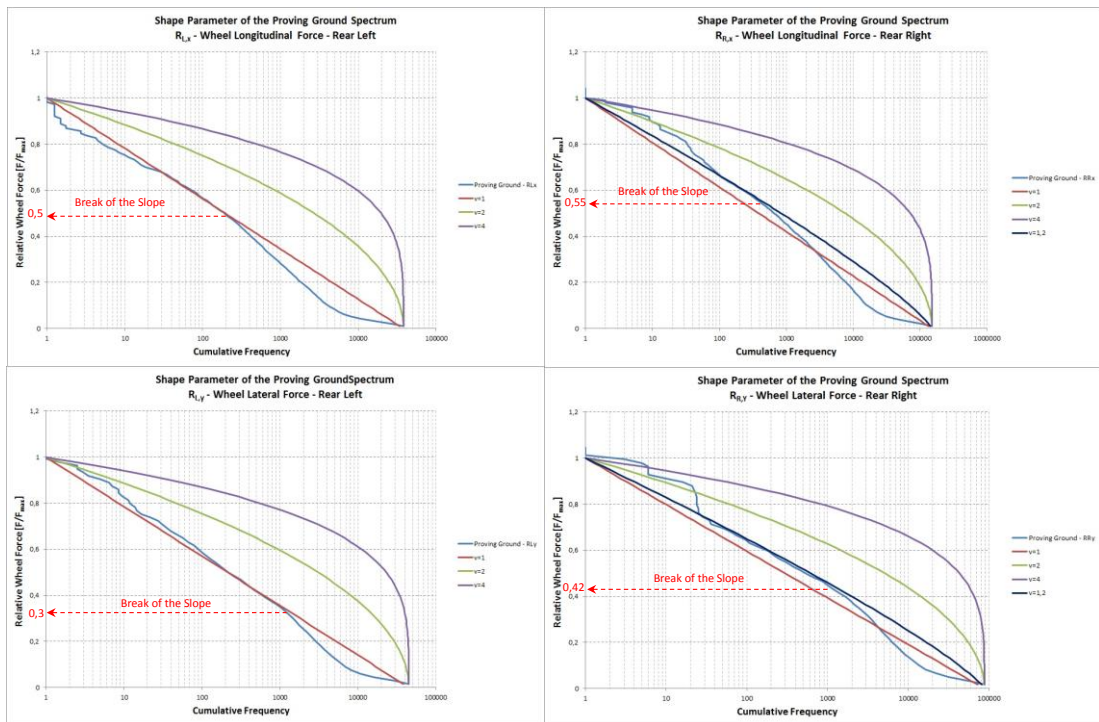 Shape Parameter of the Proving Ground Spectrum
RL,x - Wheel Longitudinal Force - Rear Left
1,2
1
0,8
0,6
0,5
0,4
0,2
0
Relative Wheel Force [F/Fmax]
Break of the Slope
1
10
100
1000
10000
100000
Cumulative Frequency
Proving Ground - RLx
v=1
v=2
v=4
Shape Parameter of the Proving Ground Spectrum
RR,x - Wheel Longitudinal Force - Rear Right
1,2
1
0,8
0,6
0,55
0,4
0,2
0
Relative Wheel Force [F/Fmax]
Break of the Slope
1
10
100
1000
10000
100000
1000000
Cumulative Frequency
Proving Ground - RRx
v=1
v=2
v=4
v=1,2
Shape Parameter of the Proving GroundSpectrum
RL,y - Wheel Lateral Force - Rear Left
1,2
1
0,8
0,6
0,4
0,3
0,2
0
Relative Wheel Force [F/Fmax]
Break of the Slope
1
10
100
1000
10000
100000
Cumulative Frequency
Proving Ground - RLy
v=1
v=2
v=4
Shape Parameter of the Proving Ground Spectrum
RR,Y - Wheel Lateral Force - Rear Right
1,2
1
0,8
0,6
0,42
0,4
0,2
0
Relative Wheel Force [F/Fmax]
Break of the Slope
1
10
100
1000
10000
100000
Cumulative Frequency
Proving Ground - RRy
v=1
v=2
v=4
v=1,2